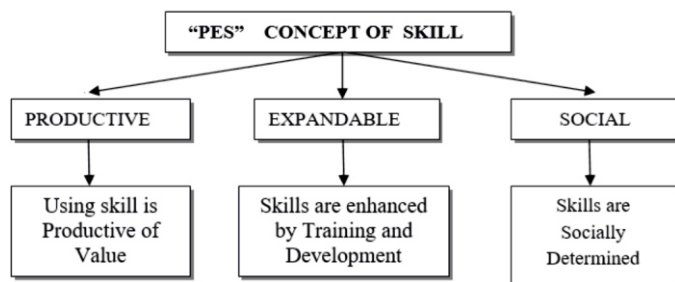 “PES” CONCEPT OF SKILL
PRODUCTIVE
EXPANDABLE
SOCIAL
Using skill is
Productive of
Value
Skills are enhanced
by Training and
Development
Skills are
Socially
Determined